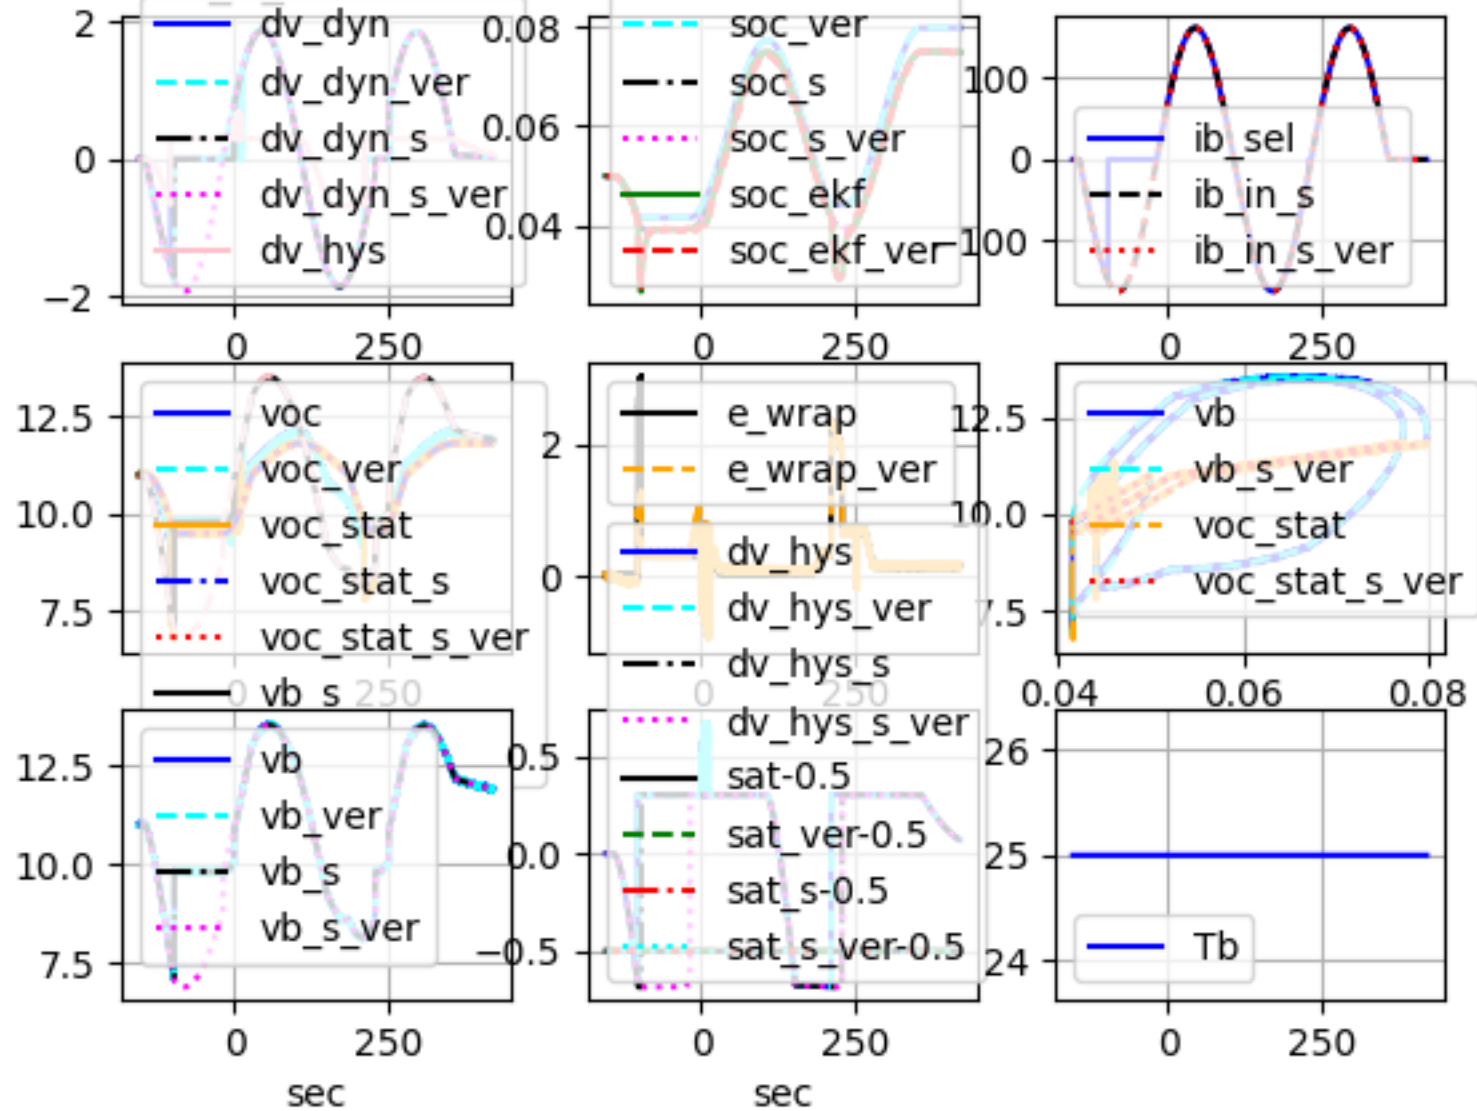 2
0
−2
dv_dyn
dv_dyn_ver
dv_dyn_s
dv_dyn_s_ver
dv_hys
0 250
0.08
0.06
0.04
soc_ver
soc_s
soc_s_ver
soc_ekf
soc_ekf_ver
0 250
100
0
−100
ib_sel
ib_in_s
ib_in_s_ver
0 250
12.5
10.0
7.5
voc
voc_ver
voc_stat
voc_stat_s
voc_stat_s_ver
vb_s
0 250
2
0
e_wrap
e_wrap_ver
dv_hys
dv_hys_ver
dv_hys_s
dv_hys_s_ver
sat-0.5
sat_ver-0.5
sat_s-0.5
sat_s_ver-0.5
0 250
12.5
10.0
7.5
vb
vb_s_ver
voc_stat
voc_stat_s_ver
0.04 0.06 0.08
12.5
10.0
7.5
vb
vb_ver
vb_s
vb_s_ver
0 250
sec
0.5
0.0
−0.5
0 250
sec
26
25
24
Tb
0 250